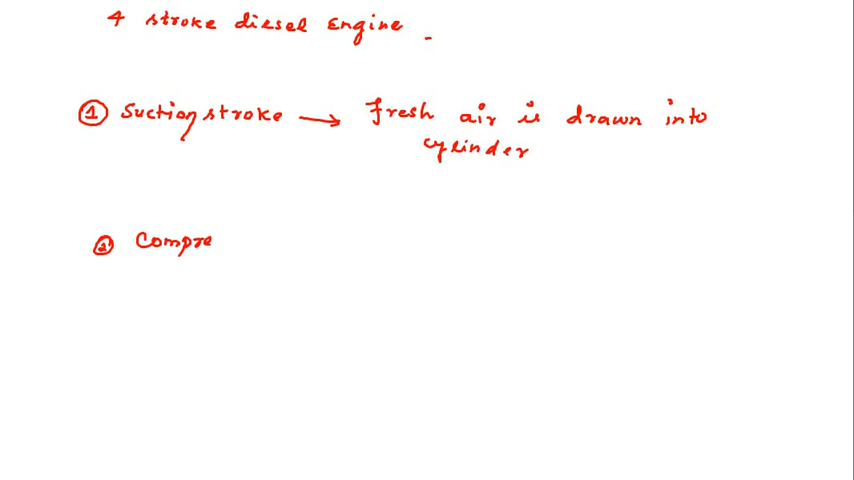 4 stroke diesel Engine.
① Suction stroke → fresh air is drawn into
cylinder
② Compre